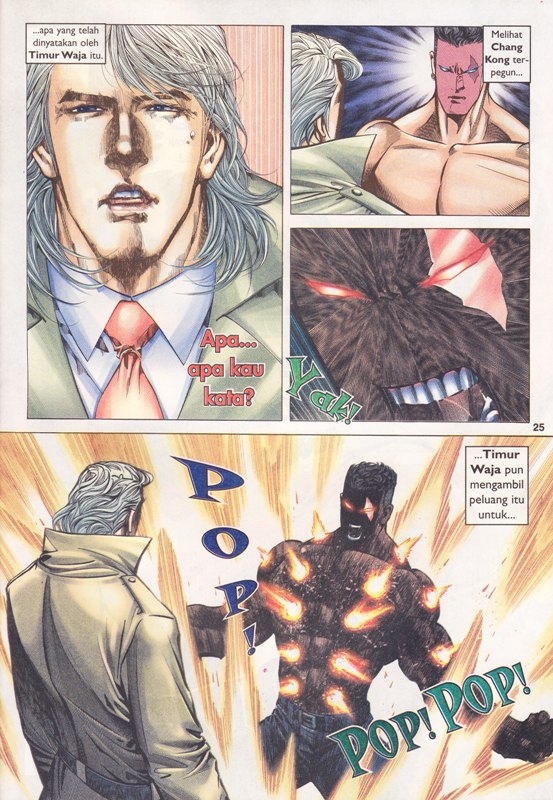 ...apa yang telah
dinyatakan oleh
Timur Waja itu.
Apa...
apa kau
kata?
Melihat
Chang
Kong ter-
pegun...
Yak!
25
...Timur
Waja pun
mengambil
peluang itu
untuk...
POP!
POP! POP!